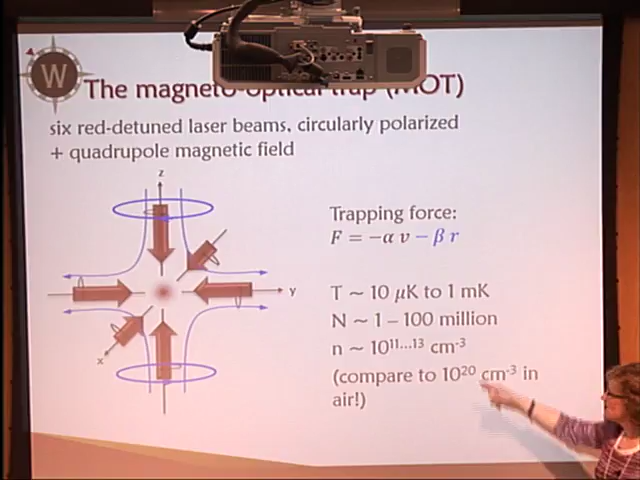 W
The magneto-optical trap (MOT)
six red-detuned laser beams, circularly polarized
+ quadrupole magnetic field
z
y
x
Trapping force:
F = −α v − β r
T ~ 10 μK to 1 mK
N ~ 1 – 100 million
n ~ 10¹¹…¹³ cm⁻³
(compare to 10²⁰ cm⁻³ in
air!)